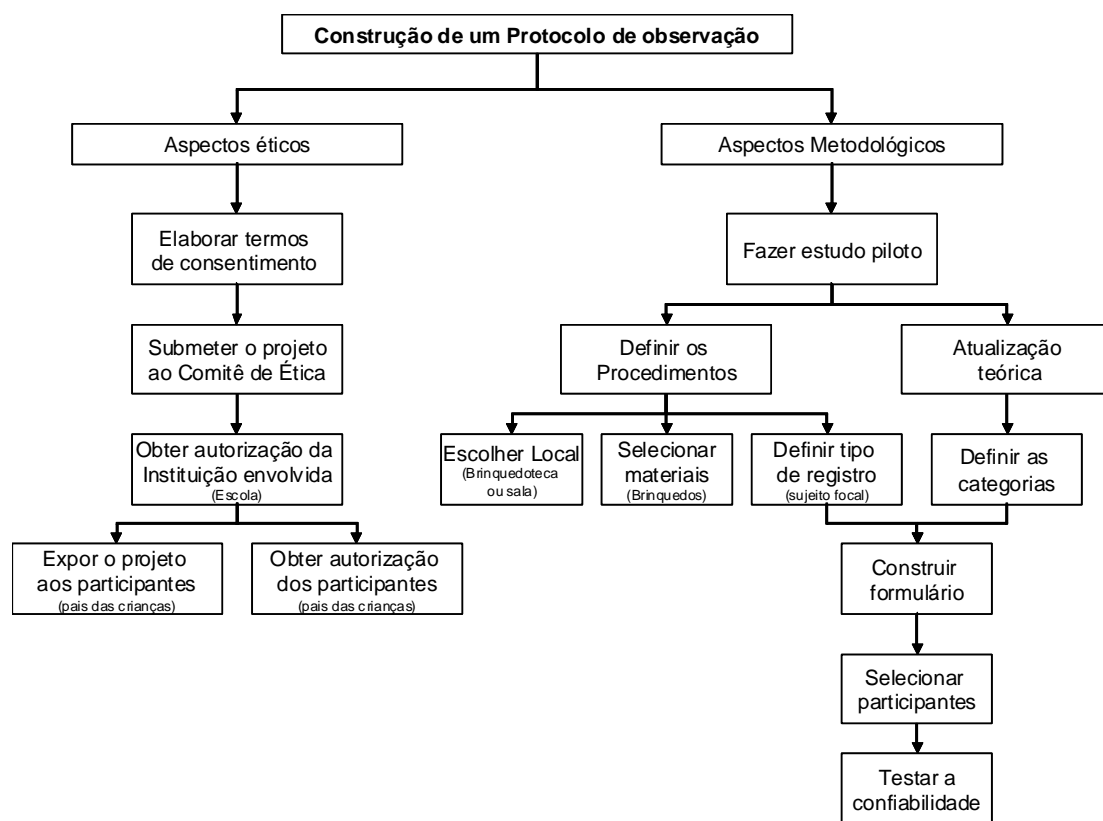 Construção de um Protocolo de observação
Aspectos éticos
Aspectos Metodológicos
Elaborar termos
de consentimento
Fazer estudo piloto
Submeter o projeto
ao Comitê de Ética
Definir os
Procedimentos
Atualização
teórica
Obter autorização da
Instituição envolvida
(Escola)
Escolher Local
(Brinquedoteca
ou sala)
Selecionar
materiais
(Brinquedos)
Definir tipo
de registro
(sujeito focal)
Definir as
categorias
Expor o projeto
aos participantes
(pais das crianças)
Obter autorização
dos participantes
(pais das crianças)
Construir
formulário
Selecionar
participantes
Testar a
confiabilidade